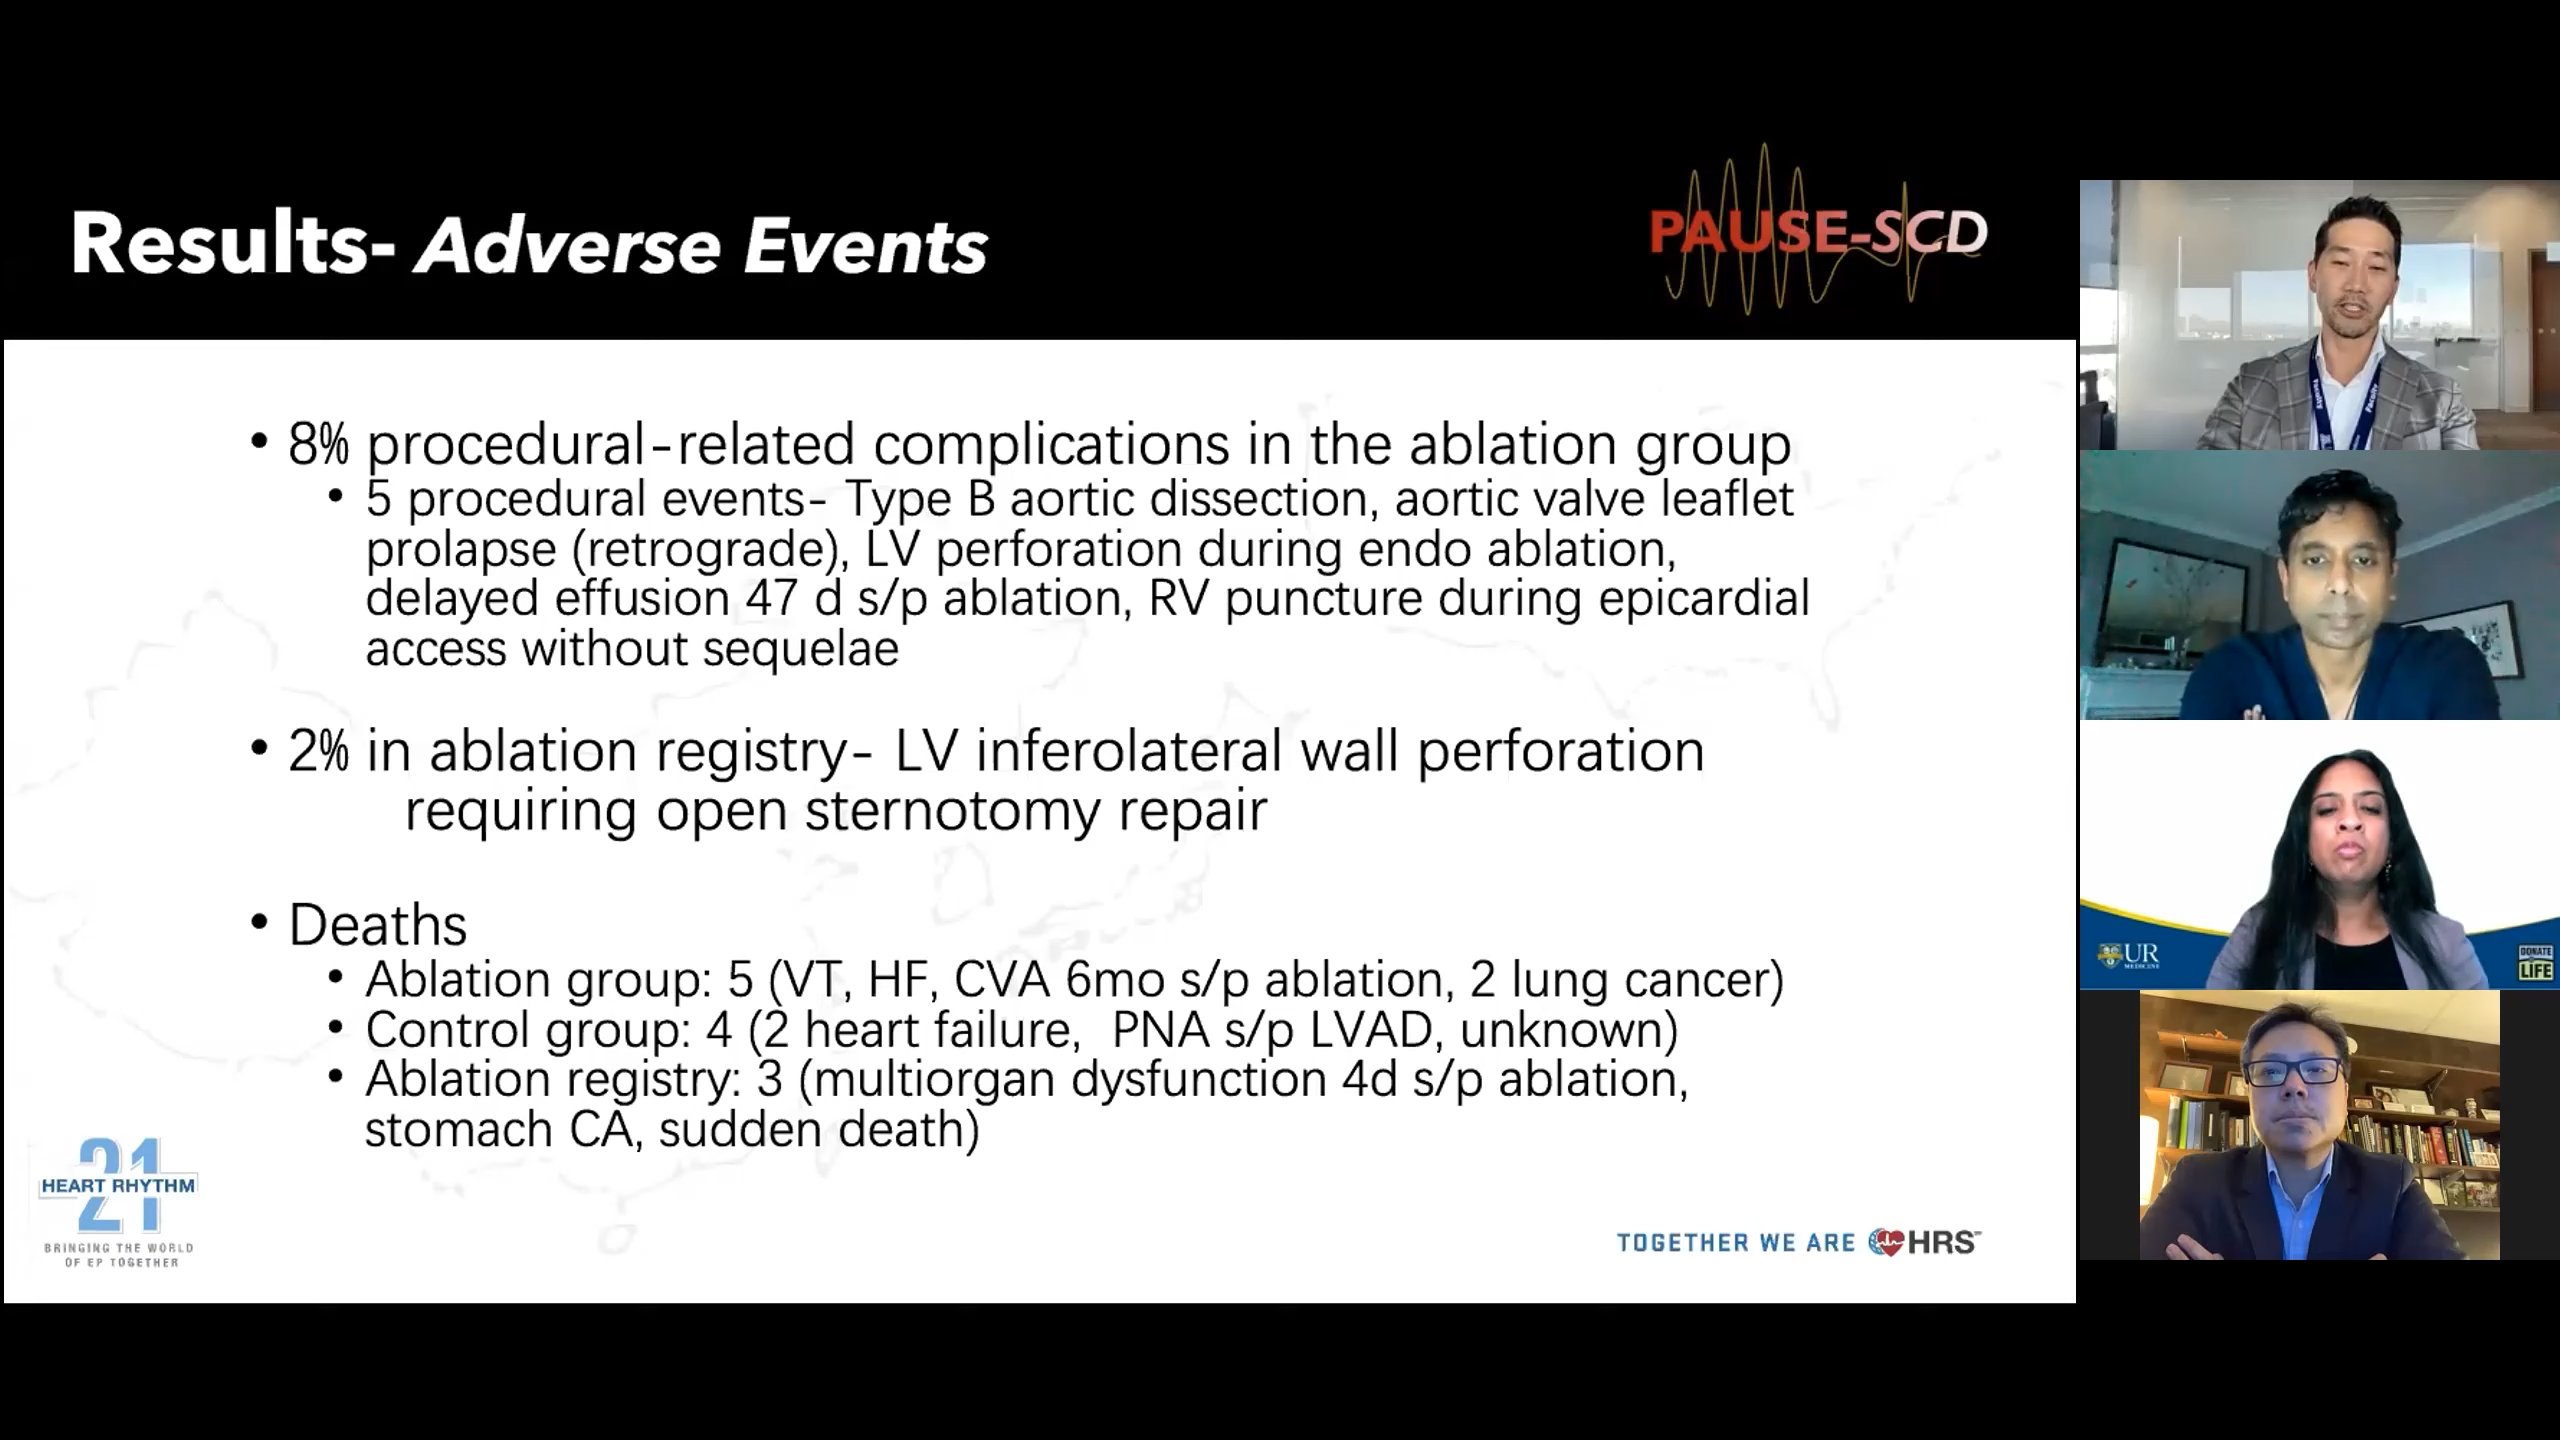 Results- Adverse Events
PAUSE-SCD
• 8% procedural-related complications in the ablation group
• 5 procedural events- Type B aortic dissection, aortic valve leaflet
prolapse (retrograde), LV perforation during endo ablation,
delayed effusion 47 d s/p ablation, RV puncture during epicardial
access without sequelae
• 2% in ablation registry- LV inferolateral wall perforation
requiring open sternotomy repair
• Deaths
• Ablation group: 5 (VT, HF, CVA 6mo s/p ablation, 2 lung cancer)
• Control group: 4 (2 heart failure, PNA s/p LVAD, unknown)
• Ablation registry: 3 (multiorgan dysfunction 4d s/p ablation,
stomach CA, sudden death)
21
HEART RHYTHM
BRINGING THE WORLD
OF EP TOGETHER
TOGETHER WE ARE HRS
Faculty
Faculty
UR
MEDICINE
DONATE
LIFE